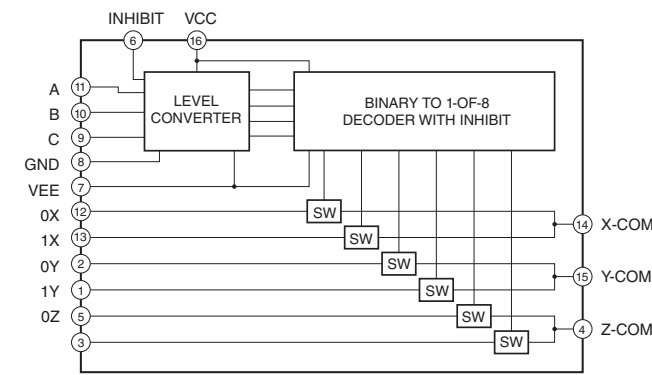 INHIBIT VCC
6 16
A 11
B 10
C 9
GND 8
VEE 7
LEVEL
CONVERTER
BINARY TO 1-OF-8
DECODER WITH INHIBIT
0X 12 SW
14 X-COM
1X 13 SW
0Y 2 SW
15 Y-COM
1Y 1 SW
0Z 5 SW
4 Z-COM
3 SW